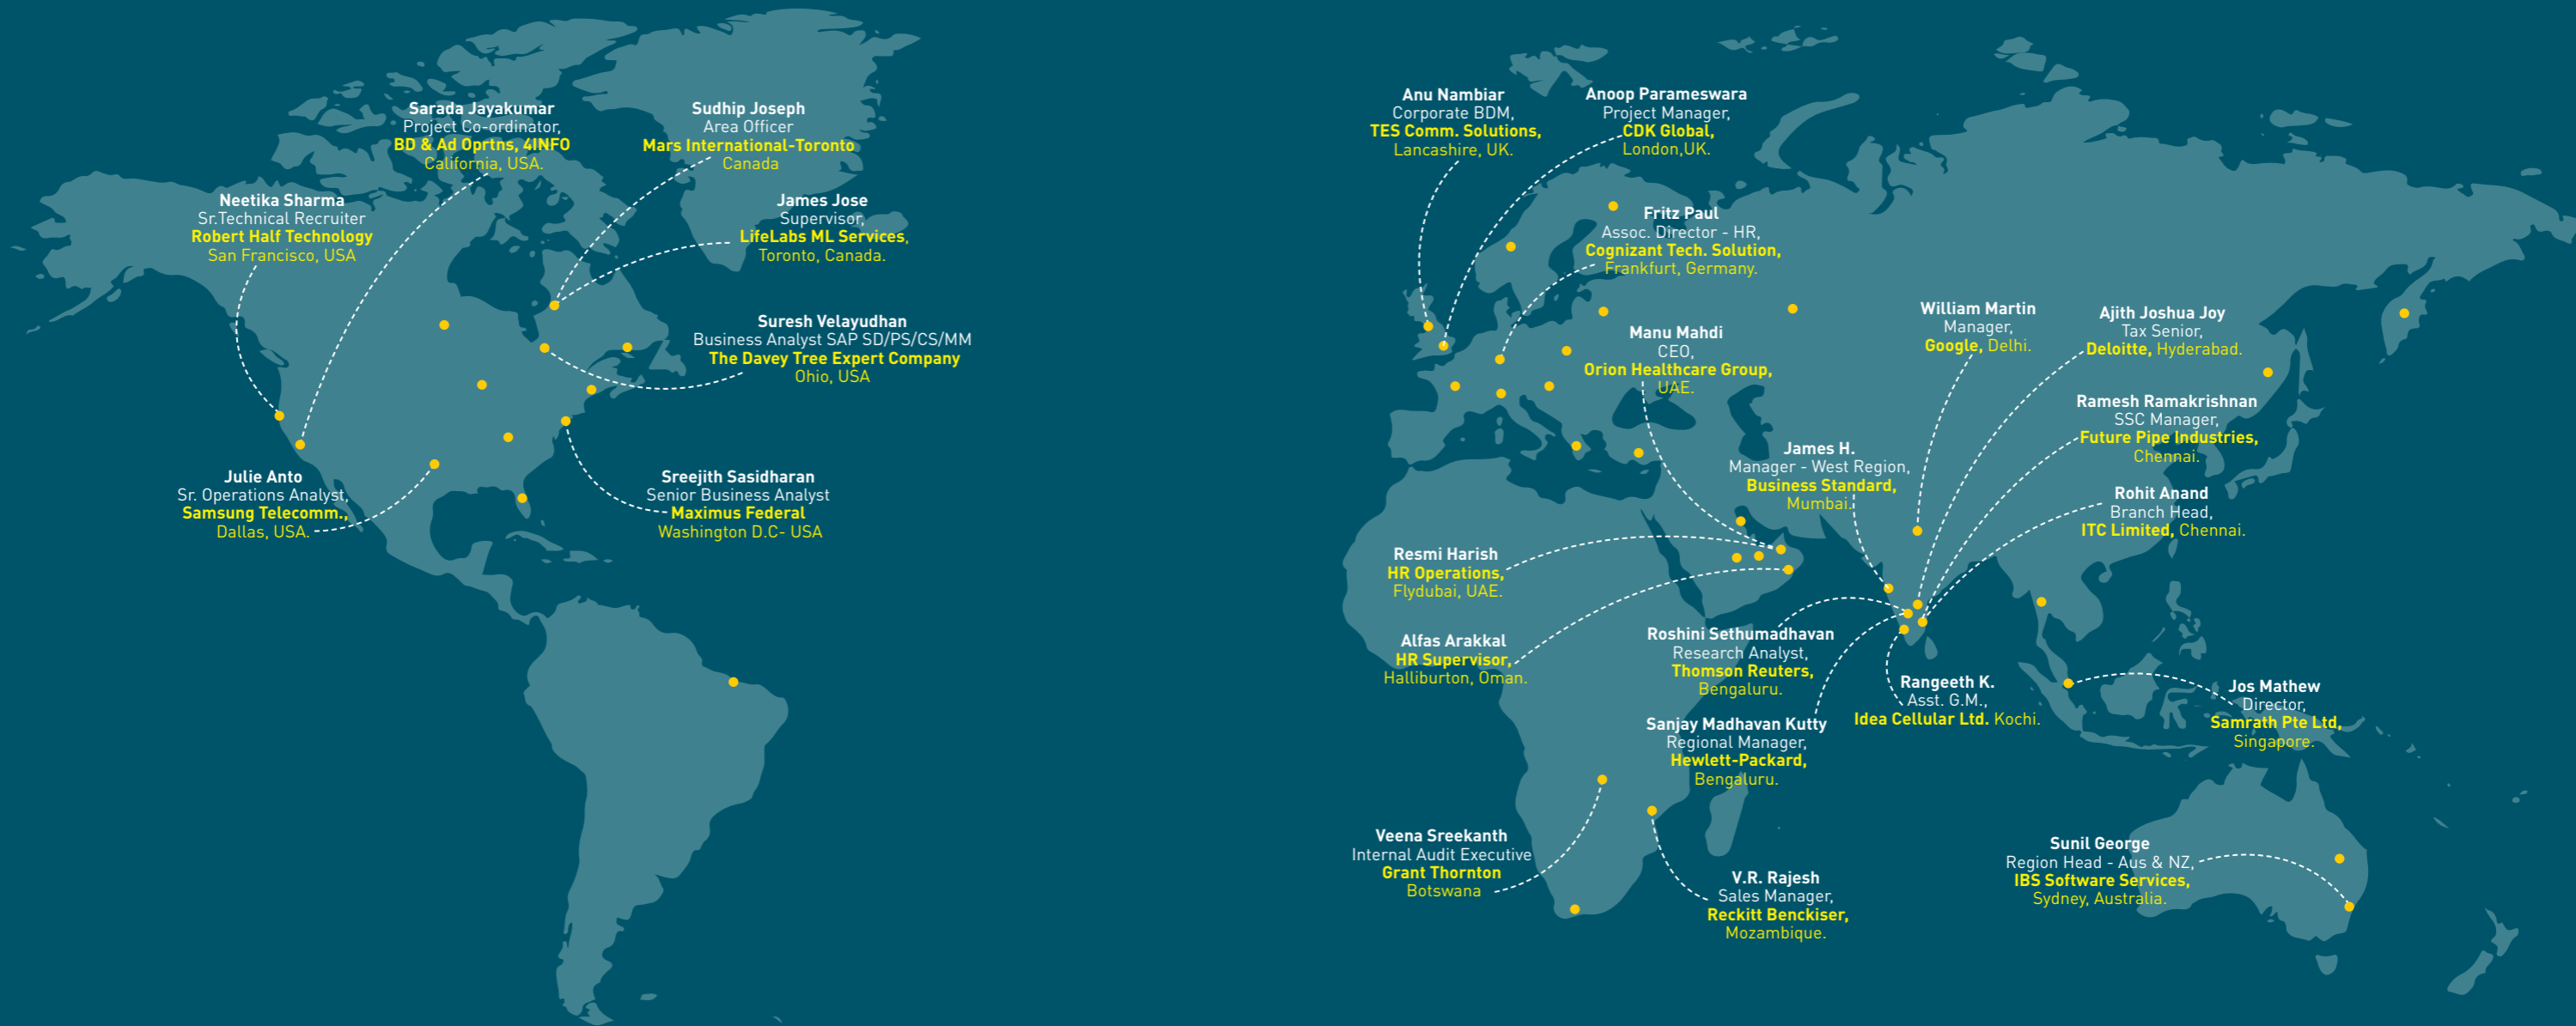 Sarada Jayakumar
Project Co-ordinator,
BD & Ad Oprtns, 4INFO
California, USA.
Sudhip Joseph
Area Officer
Mars International-Toronto
Canada
Neetika Sharma
Sr.Technical Recruiter
Robert Half Technology
San Francisco, USA
James Jose
Supervisor,
LifeLabs ML Services,
Toronto, Canada.
Suresh Velayudhan
Business Analyst SAP SD/PS/CS/MM
The Davey Tree Expert Company
Ohio, USA
Julie Anto
Sr. Operations Analyst,
Samsung Telecomm.,
Dallas, USA.
Sreejith Sasidharan
Senior Business Analyst
Maximus Federal
Washington D.C- USA
Anu Nambiar
Corporate BDM,
TES Comm. Solutions,
Lancashire, UK.
Anoop Parameswara
Project Manager,
CDK Global,
London,UK.
Fritz Paul
Assoc. Director - HR,
Cognizant Tech. Solution,
Frankfurt, Germany.
Manu Mahdi
CEO,
Orion Healthcare Group,
UAE.
William Martin
Manager,
Google, Delhi.
Ajith Joshua Joy
Tax Senior,
Deloitte, Hyderabad.
Ramesh Ramakrishnan
SSC Manager,
Future Pipe Industries,
Chennai.
James H.
Manager - West Region,
Business Standard,
Mumbai.
Rohit Anand
Branch Head,
ITC Limited, Chennai.
Resmi Harish
HR Operations,
Flydubai, UAE.
Alfas Arakkal
HR Supervisor,
Halliburton, Oman.
Roshini Sethumadhavan
Research Analyst,
Thomson Reuters,
Bengaluru.
Sanjay Madhavan Kutty
Regional Manager,
Hewlett-Packard,
Bengaluru.
Rangeeth K.
Asst. G.M.,
Idea Cellular Ltd. Kochi.
Jos Mathew
Director,
Samrath Pte Ltd,
Singapore.
Veena Sreekanth
Internal Audit Executive
Grant Thornton
Botswana
V.R. Rajesh
Sales Manager,
Reckitt Benckiser,
Mozambique.
Sunil George
Region Head - Aus & NZ,
IBS Software Services,
Sydney, Australia.